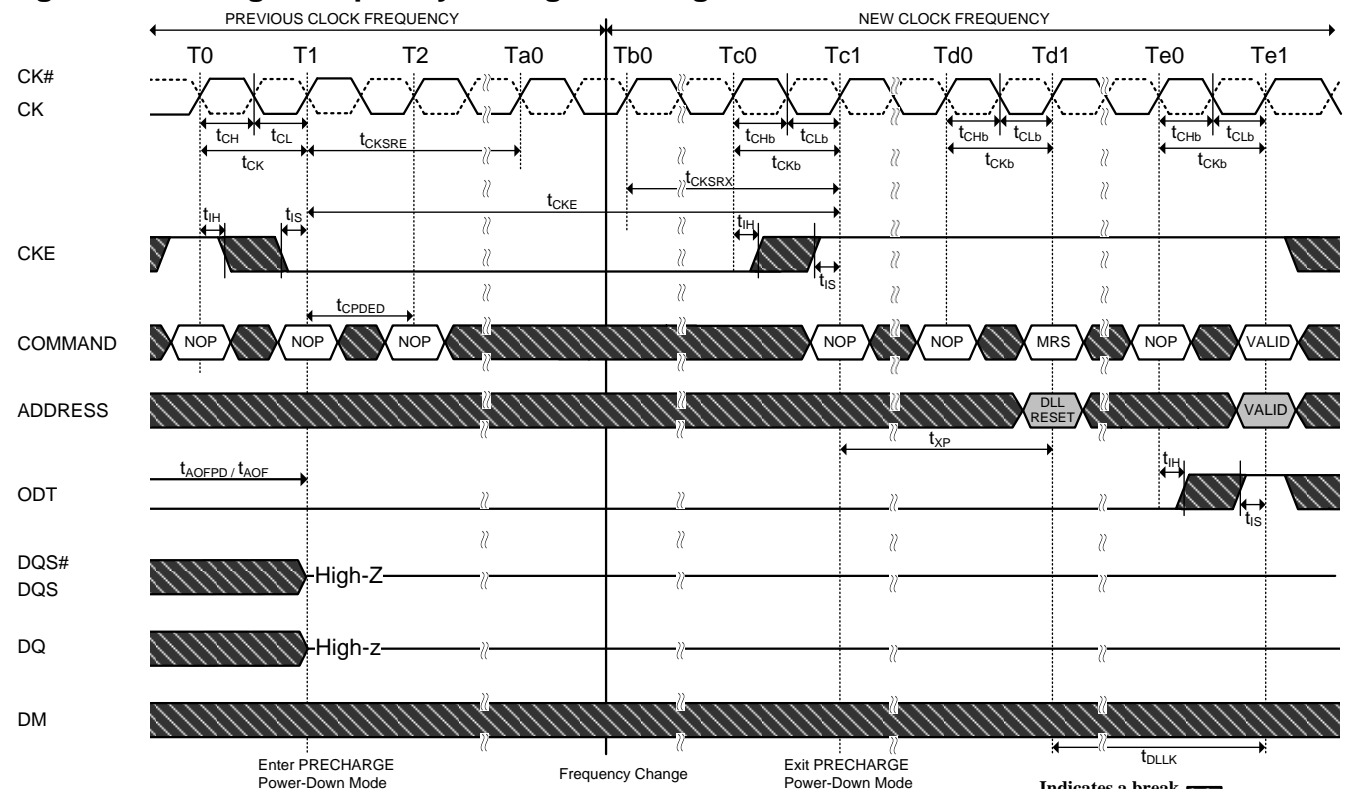 PREVIOUS CLOCK FREQUENCY NEW CLOCK FREQUENCY
T0 T1 T2 Ta0 Tb0 Tc0 Tc1 Td0 Td1 Te0 Te1
CK#
CK
tCH tCL tCHb tCLb tCHb tCLb tCHb tCLb
tCK tCKSRE tCKb tCKb tCKb
tCKSRX
tCKE
tIH tIS tIH
CKE
tIS
tCPDED
COMMAND NOP NOP NOP NOP NOP MRS NOP VALID
ADDRESS DLL RESET VALID
tXP
tAOFPD / tAOF tIH
ODT
tIS
DQS#
DQS High-Z
DQ High-z
DM
tDLLK
Enter PRECHARGE
Power-Down Mode
Frequency Change
Exit PRECHARGE
Power-Down Mode
Indicates a break